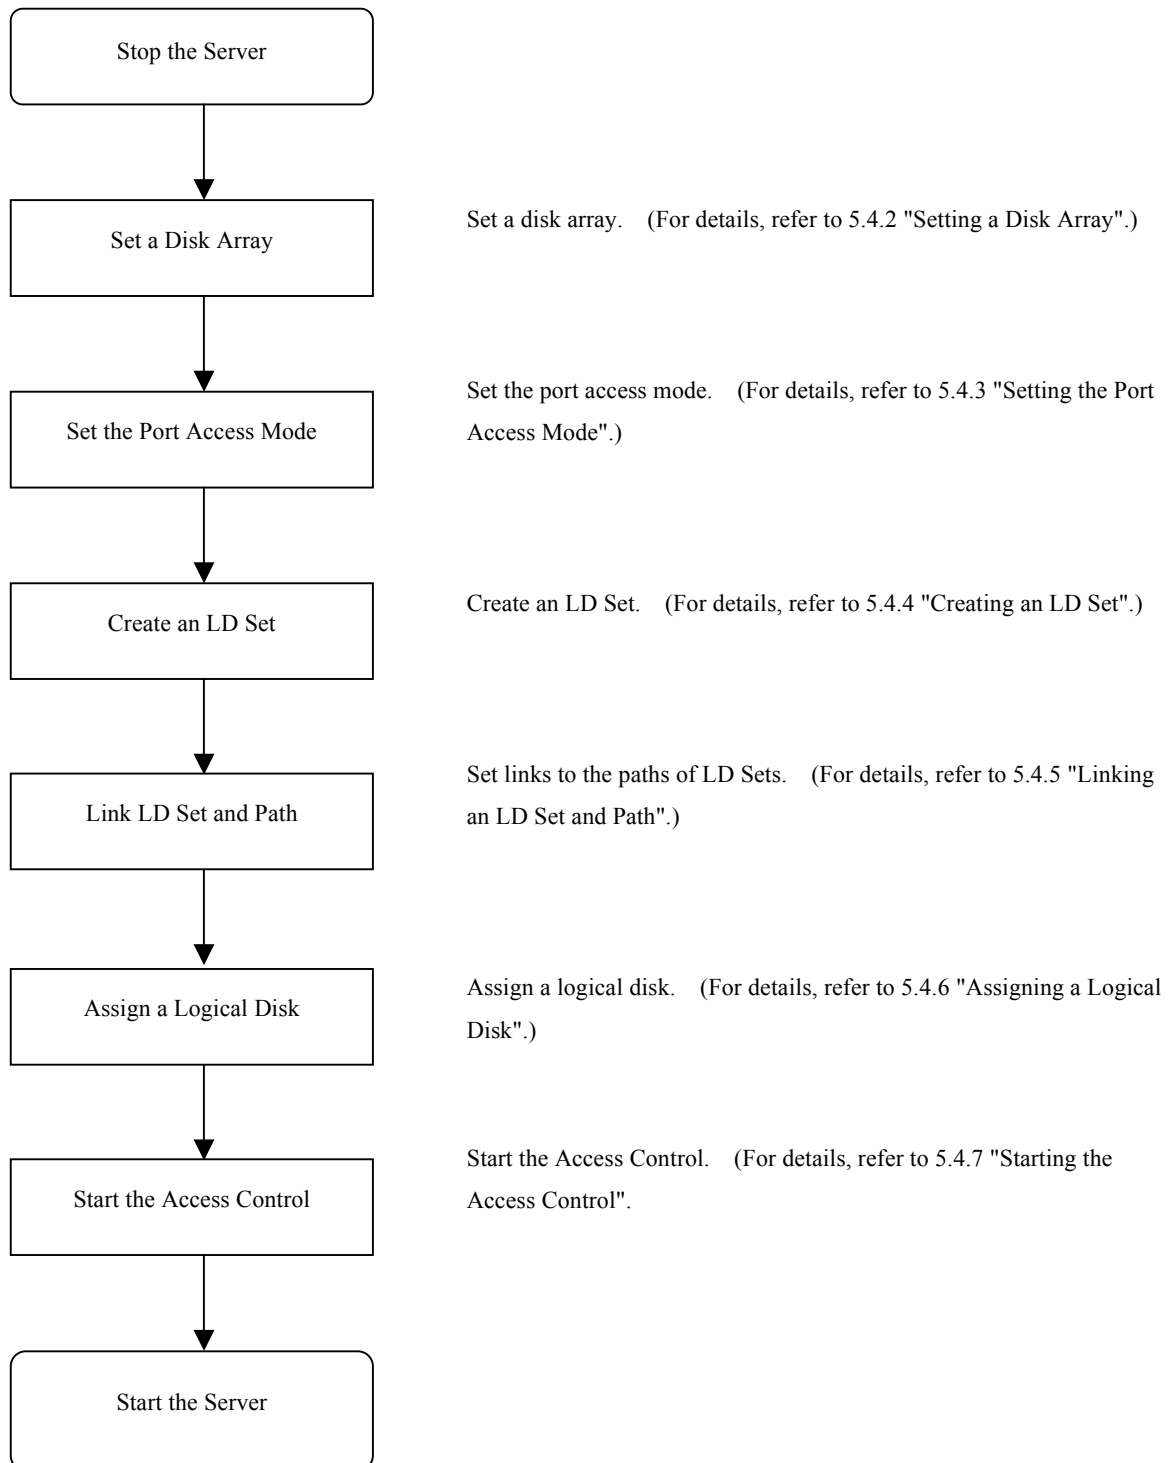 Stop the Server
Set a Disk Array
Set a disk array. (For details, refer to 5.4.2 "Setting a Disk Array".)
Set the Port Access Mode
Set the port access mode. (For details, refer to 5.4.3 "Setting the Port
Access Mode".)
Create an LD Set
Create an LD Set. (For details, refer to 5.4.4 "Creating an LD Set".)
Link LD Set and Path
Set links to the paths of LD Sets. (For details, refer to 5.4.5 "Linking
an LD Set and Path".)
Assign a Logical Disk
Assign a logical disk. (For details, refer to 5.4.6 "Assigning a Logical
Disk".)
Start the Access Control
Start the Access Control. (For details, refer to 5.4.7 "Starting the
Access Control".
Start the Server